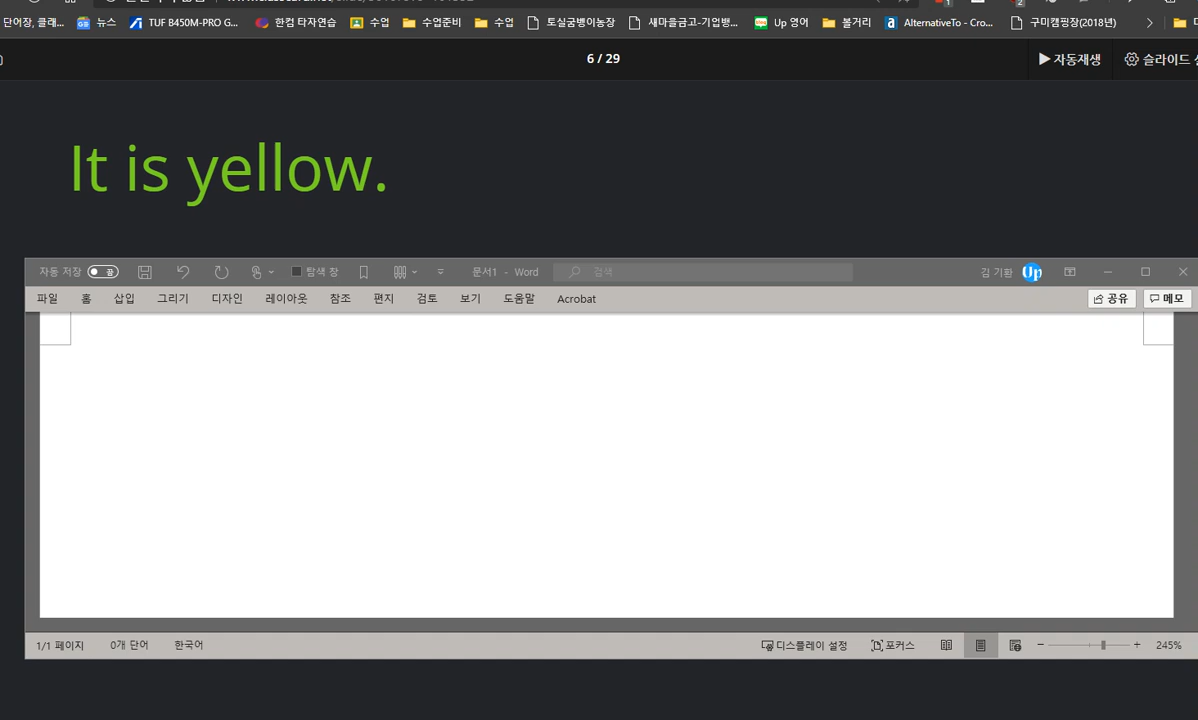 단어장, 클래...
뉴스
TUF B450M-PRO G...
한컴 타자연습
수업
수업준비
수업
토실굼벵이농장
새마을금고-기업뱅...
Up 영어
볼거리
AlternativeTo - Cro...
구미캠핑장(2018년)
6 / 29
자동재생
슬라이드
It is yellow.
자동 저장
끔
탐색 창
문서1 - Word
검색
김 기환
Up
파일 홈 삽입 그리기 디자인 레이아웃 참조 편지 검토 보기 도움말 Acrobat
공유
메모
1/1 페이지
0개 단어
한국어
디스플레이 설정
포커스
245%